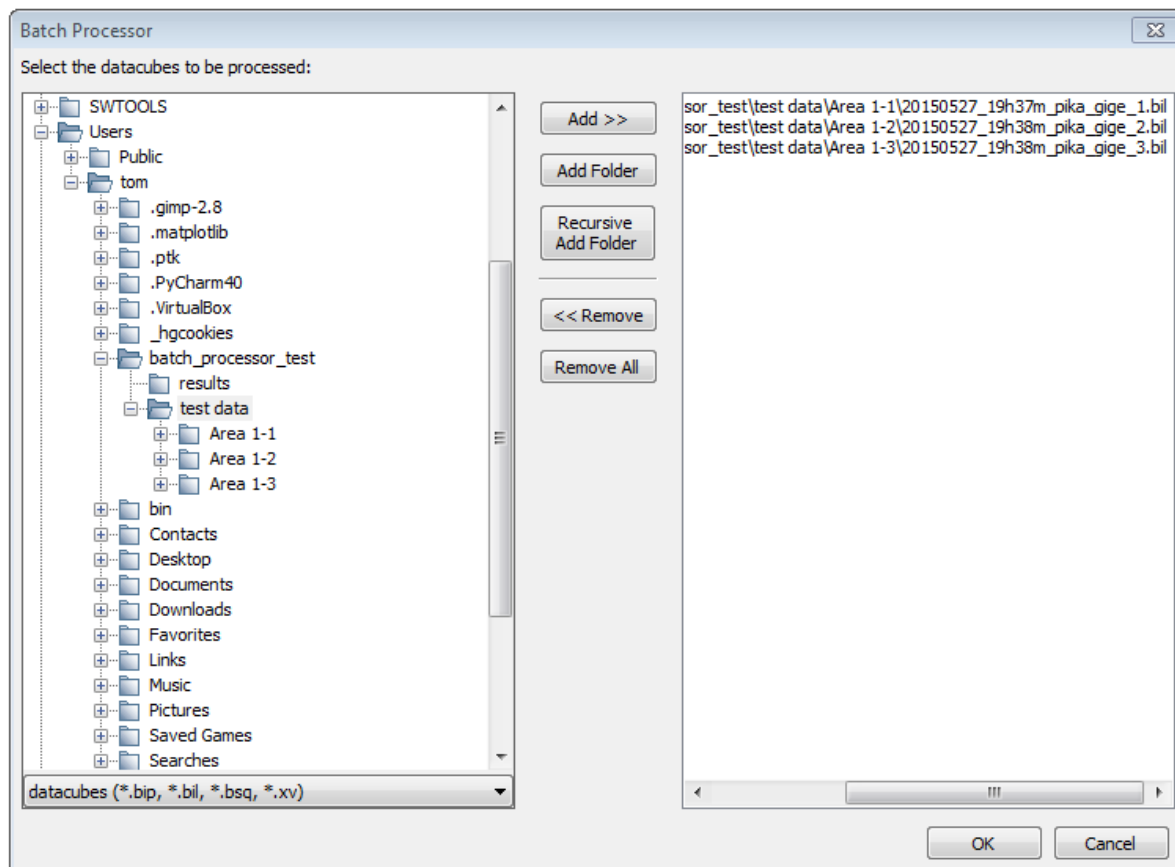 Batch Processor
Select the datacubes to be processed:
SWTOOLS
Users
Public
tom
.gimp-2.8
.matplotlib
.ptk
.PyCharm40
.VirtualBox
_hgcookies
batch_processor_test
results
test data
Area 1-1
Area 1-2
Area 1-3
bin
Contacts
Desktop
Documents
Downloads
Favorites
Links
Music
Pictures
Saved Games
Searches
datacubes (*.bip, *.bil, *.bsq, *.xv)
Add >>
Add Folder
Recursive
Add Folder
<< Remove
Remove All
sor_test\test data\Area 1-1\20150527_19h37m_pika_gige_1.bil
sor_test\test data\Area 1-2\20150527_19h38m_pika_gige_2.bil
sor_test\test data\Area 1-3\20150527_19h38m_pika_gige_3.bil
OK
Cancel